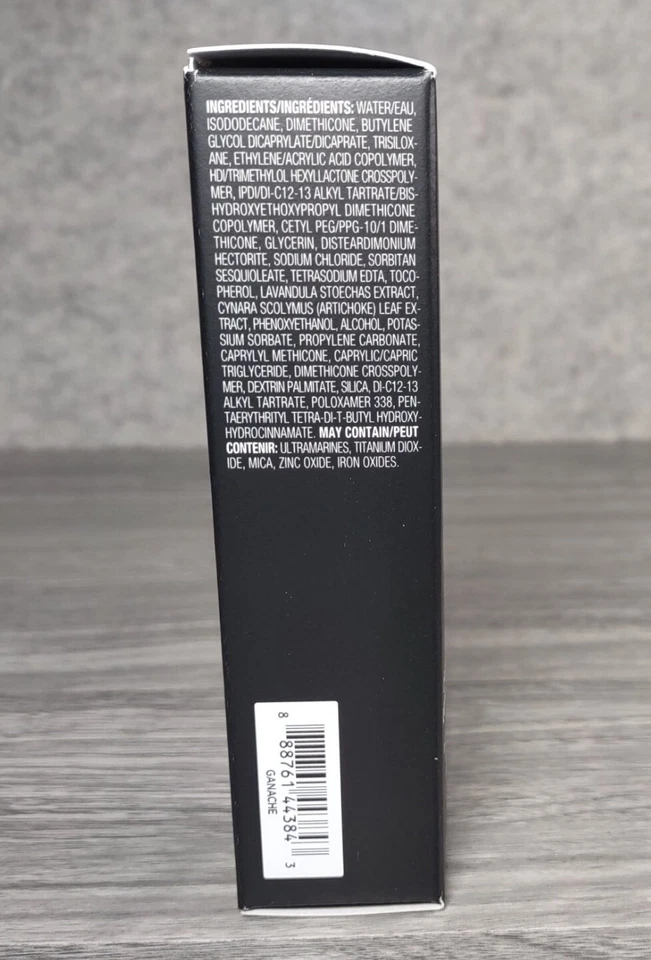 INGREDIENTS/INGRÉDIENTS: WATER/EAU,
ISODODECANE, DIMETHICONE, BUTYLENE
GLYCOL DICAPRYLATE/DICAPRATE, TRISILOX-
ANE, ETHYLENE/ACRYLIC ACID COPOLYMER,
HDI/TRIMETHYLOL HEXYLLACTONE CROSSPOLY-
MER, IPDI/DI-C12-13 ALKYL TARTRATE/BIS-
HYDROXYETHOXYPROPYL DIMETHICONE
COPOLYMER, CETYL PEG/PPG-10/1 DIME-
THICONE, GLYCERIN, DISTEARDIMONIUM
HECTORITE, SODIUM CHLORIDE, SORBITAN
SESQUIOLEATE, TETRASODIUM EDTA, TOCO-
PHEROL, LAVANDULA STOECHAS EXTRACT,
CYNARA SCOLYMUS (ARTICHOKE) LEAF EX-
TRACT, PHENOXYETHANOL, ALCOHOL, POTAS-
SIUM SORBATE, PROPYLENE CARBONATE,
CAPRYLYL METHICONE, CAPRYLIC/CAPRIC
TRIGLYCERIDE, DIMETHICONE CROSSPOLY-
MER, DEXTRIN PALMITATE, SILICA, DI-C12-13
ALKYL TARTRATE, POLOXAMER 338, PEN-
TAERYTHRITYL TETRA-DI-T-BUTYL HYDROXY-
HYDROCINNAMATE. MAY CONTAIN/PEUT
CONTENIR: ULTRAMARINES, TITANIUM DIOX-
IDE, MICA, ZINC OXIDE, IRON OXIDES.
8 88761 44384 3
GANACHE